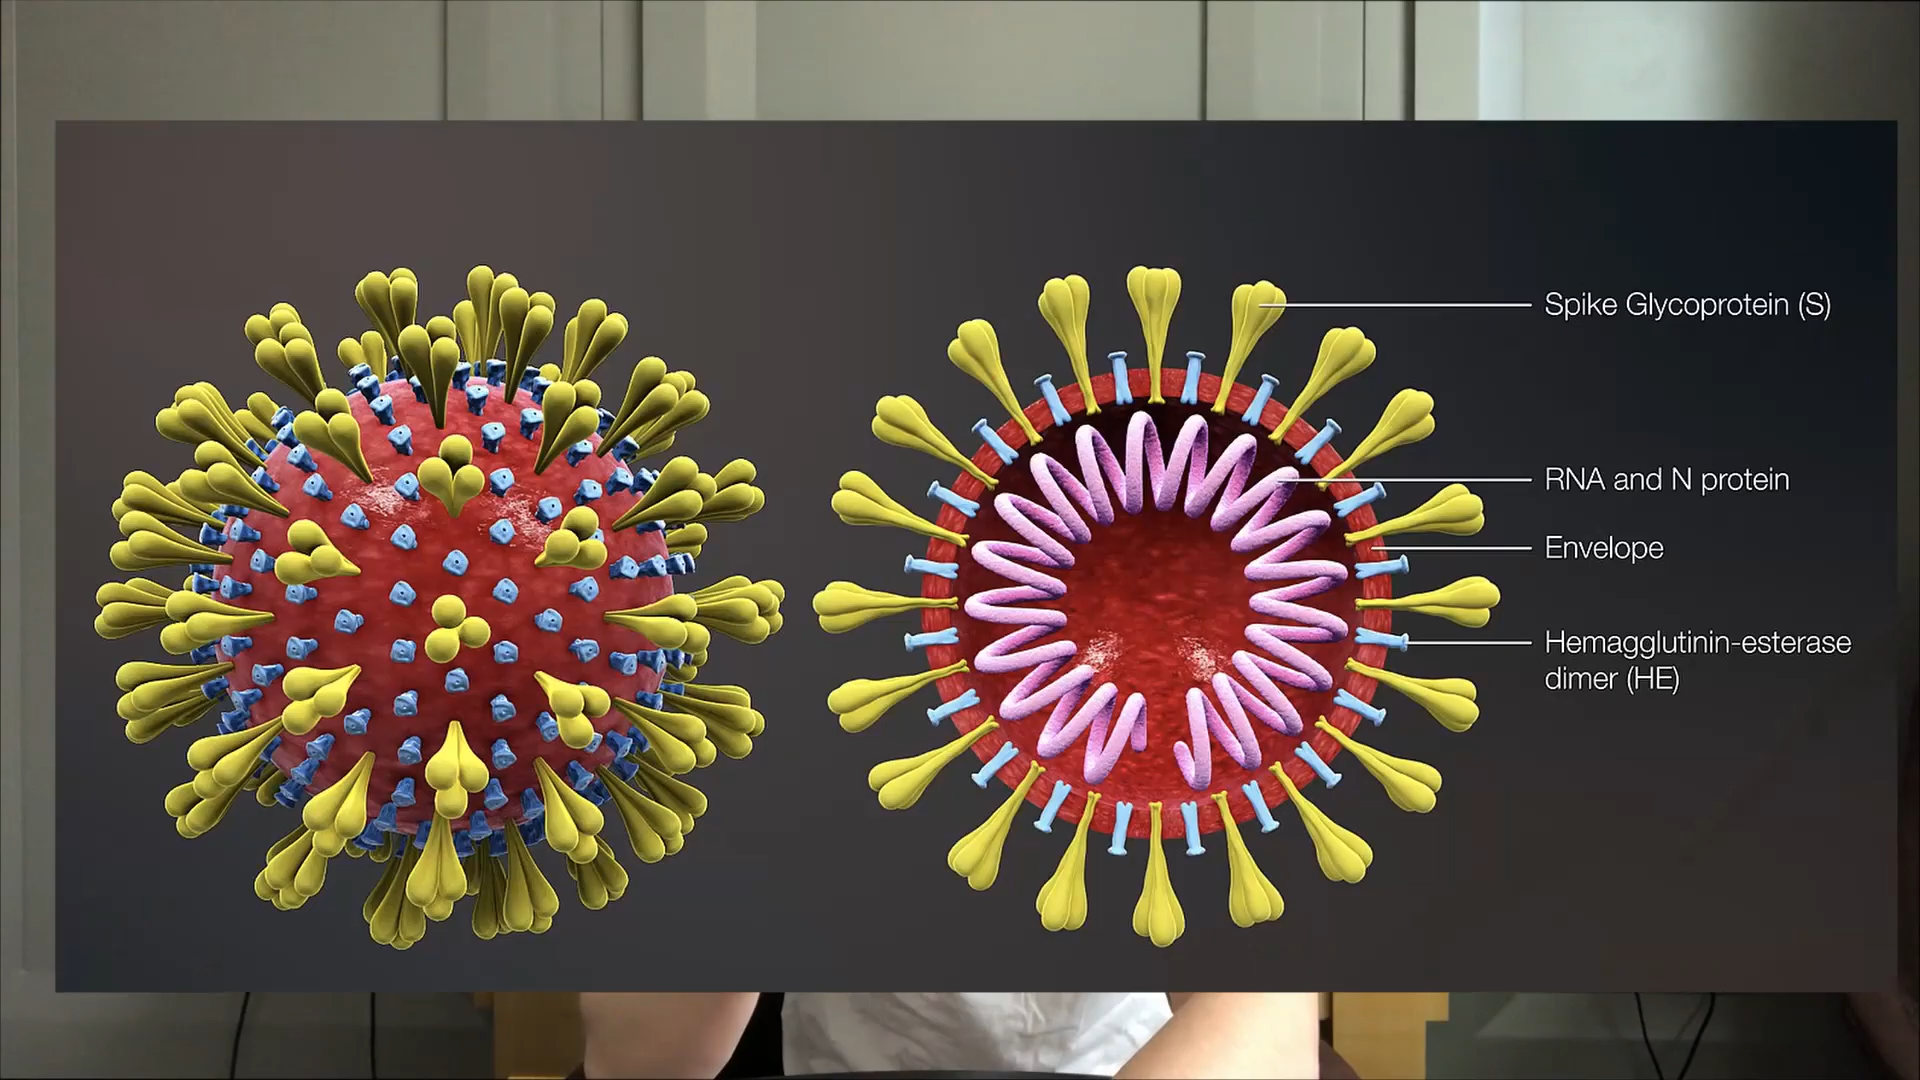 Spike Glycoprotein (S)
RNA and N protein
Envelope
Hemagglutinin-esterase
dimer (HE)